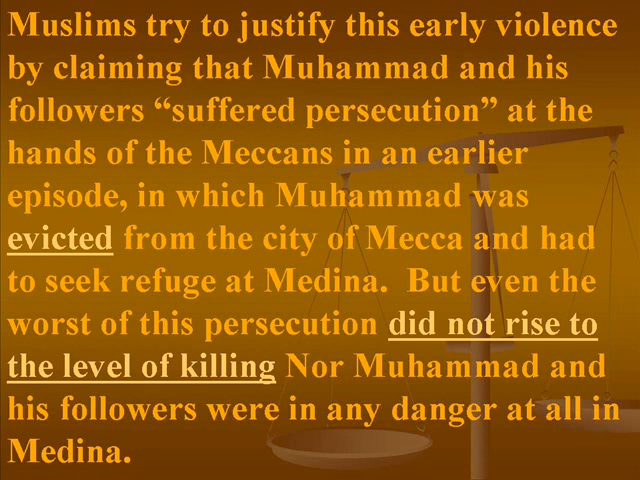 Muslims try to justify this early violence
by claiming that Muhammad and his
followers “suffered persecution” at the
hands of the Meccans in an earlier
episode, in which Muhammad was
evicted from the city of Mecca and had
to seek refuge at Medina.  But even the
worst of this persecution did not rise to
the level of killing Nor Muhammad and
his followers were in any danger at all in
Medina.